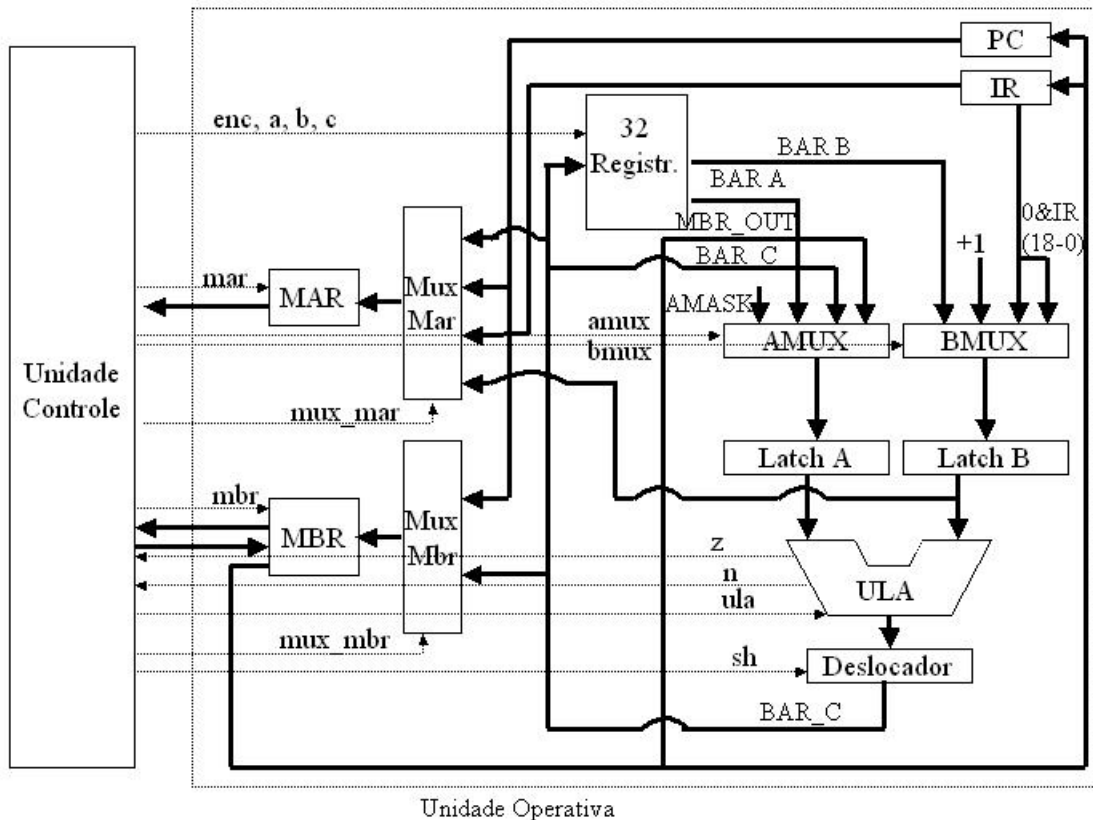 PC
IR
enc, a, b, c
32
Registr.
BAR B
BAR A
MBR_OUT
BAR_C
0&IR
(18-0)
+1
mar
MAR
Mux
Mar
AMASK
amux
bmux
AMUX
BMUX
Unidade
Controle
mux_mar
Latch A
Latch B
mbr
MBR
Mux
Mbr
z
n
ula
ULA
mux_mbr
sh
Deslocador
BAR_C
Unidade Operativa